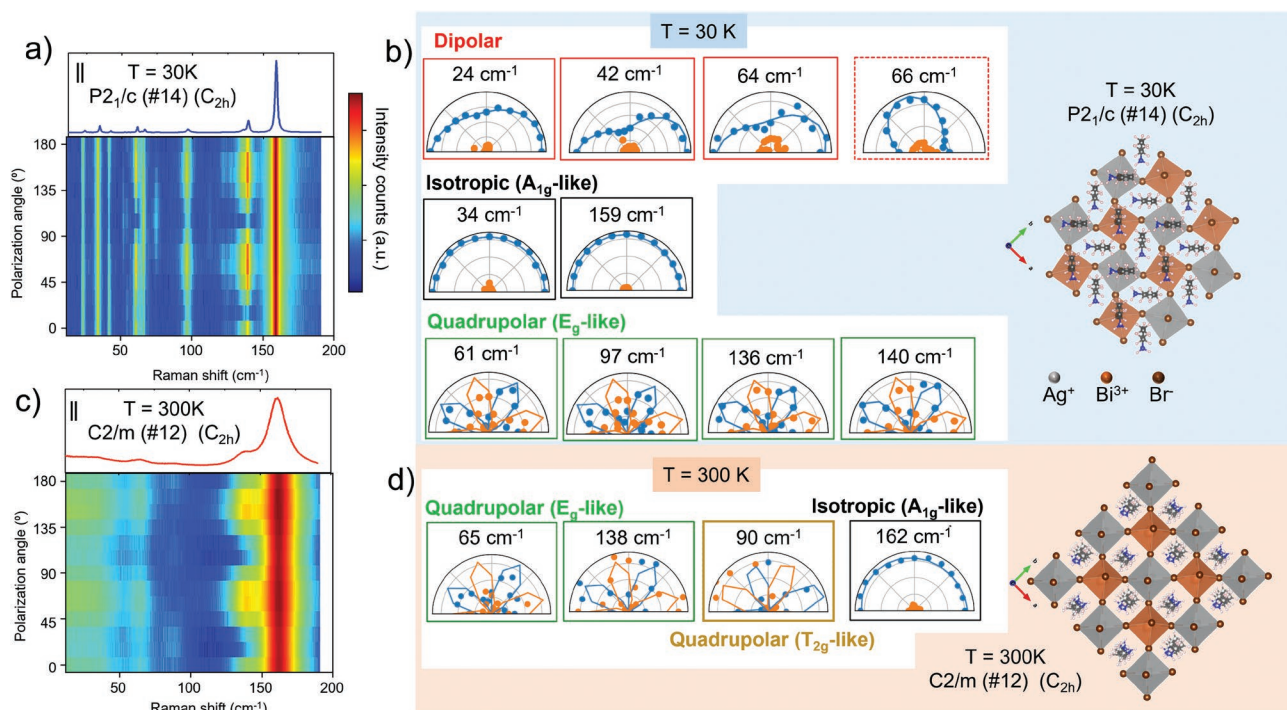 a)
||
T = 30K
P2₁/c (#14) (C₂ₕ)
Polarization angle (º)
180
135
90
45
0
50
100
150
200
Raman shift (cm⁻¹)
Intensity counts (a.u.)
b)
T = 30 K
Dipolar
24 cm⁻¹
42 cm⁻¹
64 cm⁻¹
66 cm⁻¹
Isotropic (A₁g-like)
34 cm⁻¹
159 cm⁻¹
Quadrupolar (Eg-like)
61 cm⁻¹
97 cm⁻¹
136 cm⁻¹
140 cm⁻¹
T = 30K
P2₁/c (#14) (C₂ₕ)
Ag⁺
Bi³⁺
Br⁻
c)
||
T = 300K
C2/m (#12) (C₂ₕ)
Polarization angle (º)
180
135
90
45
0
50
100
150
200
Raman shift (cm⁻¹)
d)
T = 300 K
Quadrupolar (Eg-like)
Isotropic (A₁g-like)
65 cm⁻¹
138 cm⁻¹
90 cm⁻¹
162 cm⁻¹
Quadrupolar (T₂g-like)
T = 300K
C2/m (#12) (C₂ₕ)